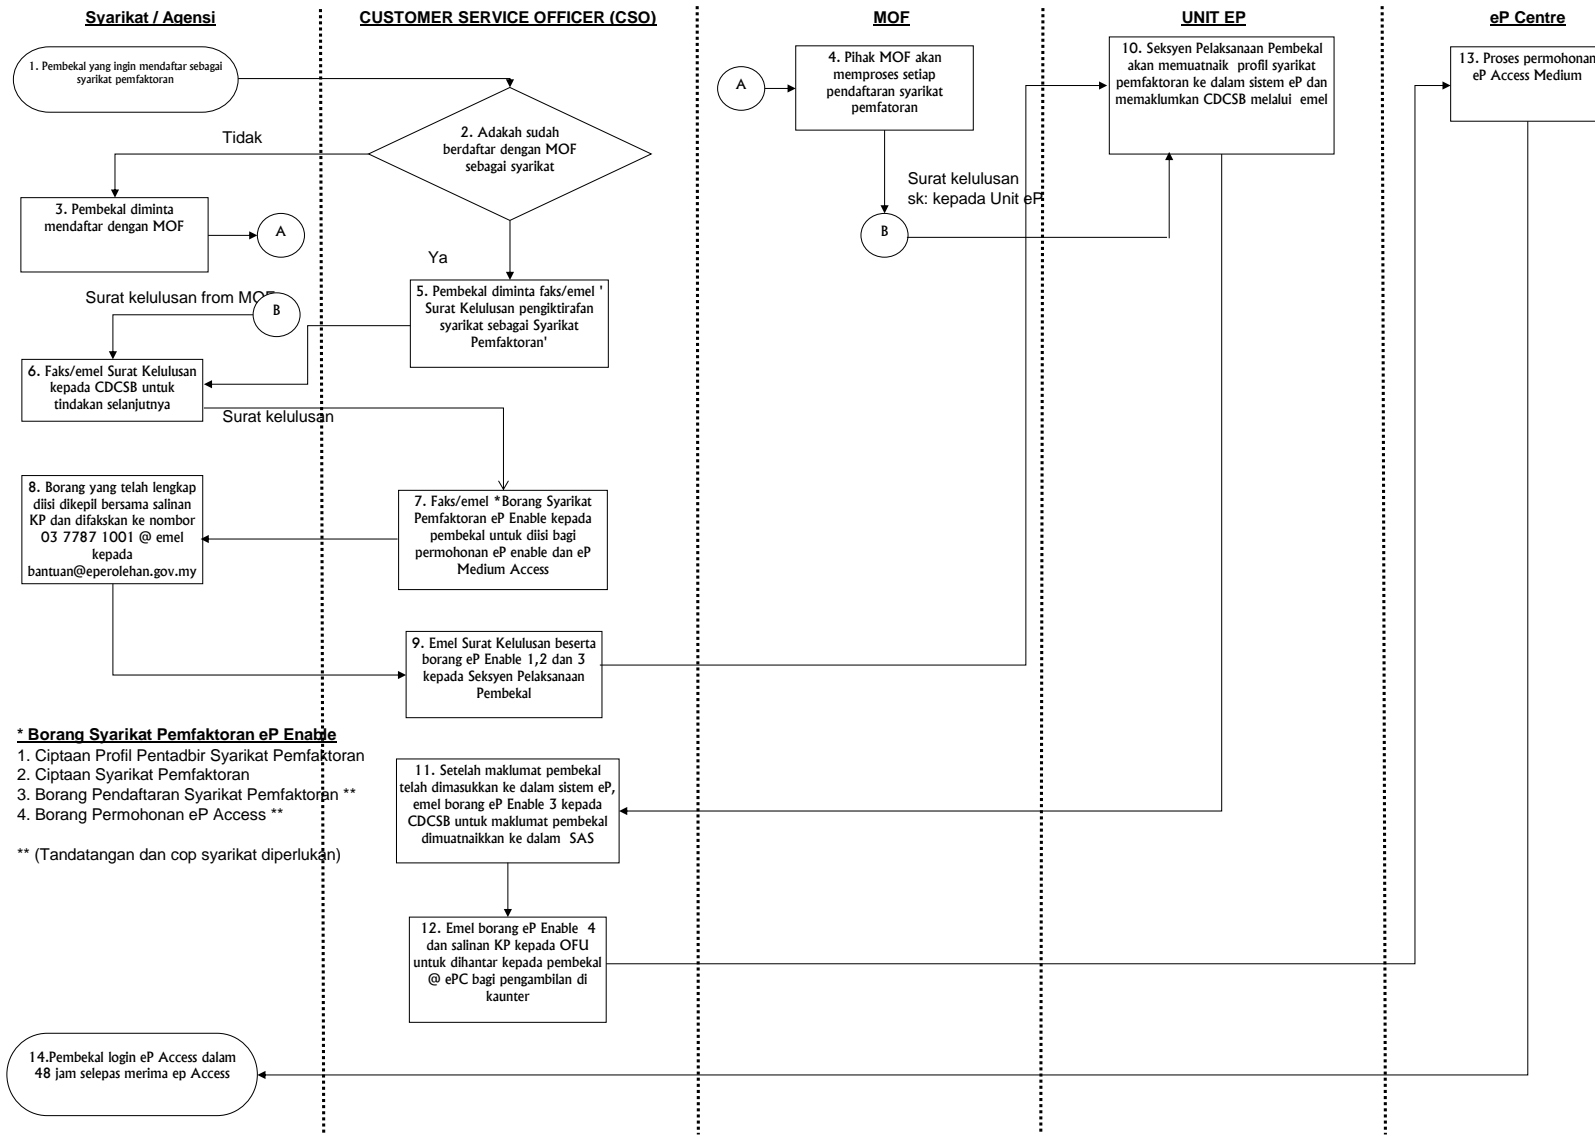 Syarikat / Agensi
CUSTOMER SERVICE OFFICER (CSO)
MOF
UNIT EP
eP Centre
1. Pembekal yang ingin mendaftar sebagai
syarikat pemfaktoran
2. Adakah sudah
berdaftar dengan MOF
sebagai syarikat
Tidak
Ya
3. Pembekal diminta
mendaftar dengan MOF
A
A
4. Pihak MOF akan
memproses setiap
pendaftaran syarikat
pemfatoran
Surat kelulusan
sk: kepada Unit eP
B
Surat kelulusan from MOF
B
5. Pembekal diminta faks/emel '
Surat Kelulusan pengiktirafan
syarikat sebagai Syarikat
Pemfaktoran'
6. Faks/emel Surat Kelulusan
kepada CDCSB untuk
tindakan selanjutnya
Surat kelulusan
7. Faks/emel *Borang Syarikat
Pemfaktoran eP Enable kepada
pembekal untuk diisi bagi
permohonan eP enable dan eP
Medium Access
8. Borang yang telah lengkap
diisi dikepil bersama salinan
KP dan difakskan ke nombor
03 7787 1001 @ emel
kepada
bantuan@eperolehan.gov.my
9. Emel Surat Kelulusan beserta
borang eP Enable 1,2 dan 3
kepada Seksyen Pelaksanaan
Pembekal
10. Seksyen Pelaksanaan Pembekal
akan memuatnaik profil syarikat
pemfaktoran ke dalam sistem eP dan
memaklumkan CDCSB melalui emel
11. Setelah maklumat pembekal
telah dimasukkan ke dalam sistem eP,
emel borang eP Enable 3 kepada
CDCSB untuk maklumat pembekal
dimuatnaikkan ke dalam SAS
12. Emel borang eP Enable 4
dan salinan KP kepada OFU
untuk dihantar kepada pembekal
@ ePC bagi pengambilan di
kaunter
13. Proses permohonan
eP Access Medium
14.Pembekal login eP Access dalam
48 jam selepas merima ep Access
* Borang Syarikat Pemfaktoran eP Enable
1. Ciptaan Profil Pentadbir Syarikat Pemfaktoran
2. Ciptaan Syarikat Pemfaktoran
3. Borang Pendaftaran Syarikat Pemfaktoran **
4. Borang Permohonan eP Access **
** (Tandatangan dan cop syarikat diperlukan)